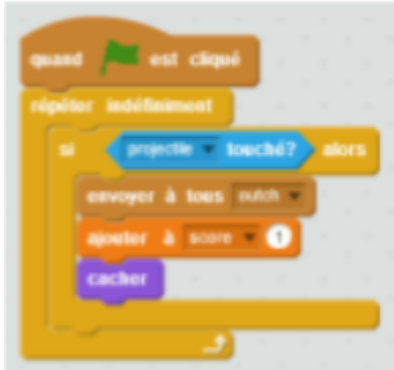 quand est cliqué
répéter indéfiniment
si projectile touché? alors
envoyer à tous outch
ajouter à score 1
cacher